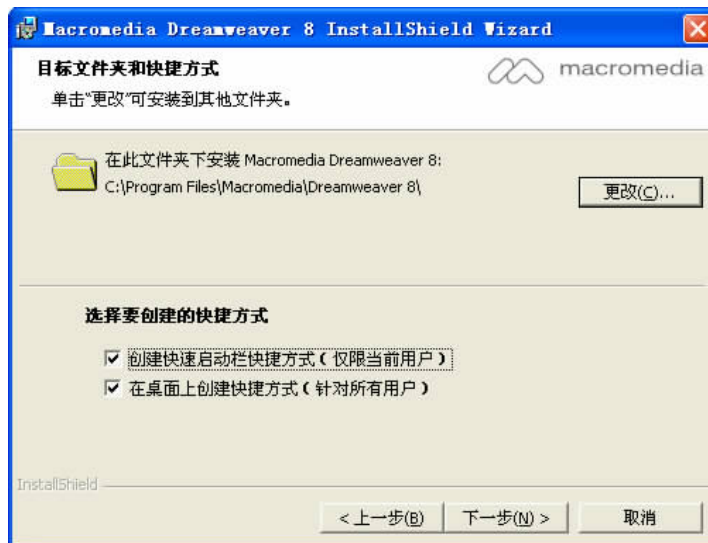 Macromedia Dreamweaver 8 InstallShield Wizard
目标文件夹和快捷方式
macromedia
单击“更改”可安装到其他文件夹。
在此文件夹下安装 Macromedia Dreamweaver 8:
C:\Program Files\Macromedia\Dreamweaver 8\
更改(C)...
选择要创建的快捷方式
创建快速启动栏快捷方式(仅限当前用户)
在桌面上创建快捷方式(针对所有用户)
InstallShield
< 上一步(B) 下一步(N) > 取消